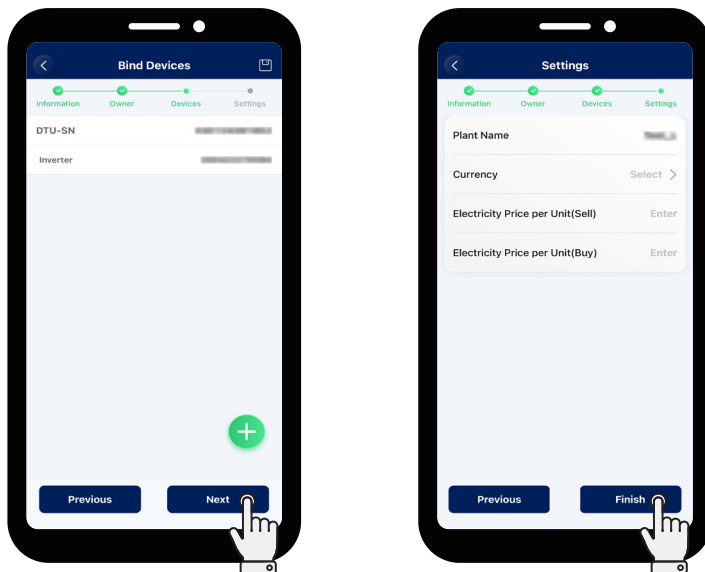 Bind Devices
Information Owner Devices Settings
DTU-SN
Inverter
Previous Next
Settings
Information Owner Devices Settings
Plant Name
Currency Select
Electricity Price per Unit(Sell) Enter
Electricity Price per Unit(Buy) Enter
Previous Finish